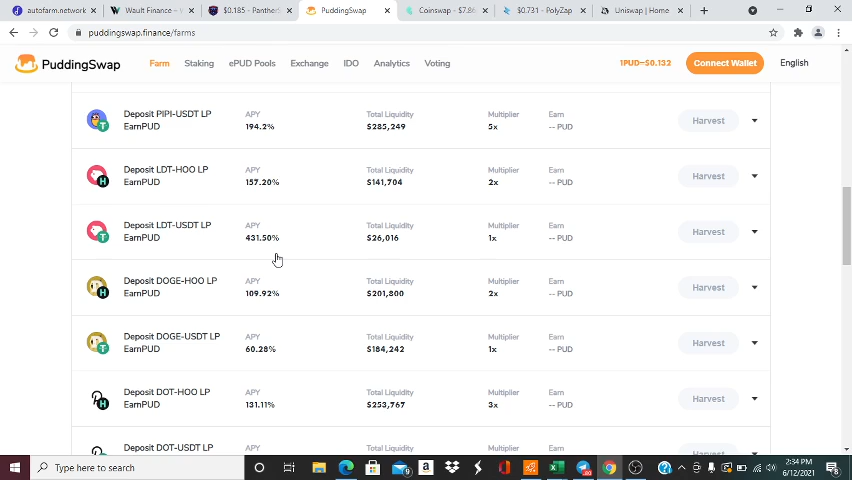 autofarm.network
Wault Finance –
$0.185 - PantherS
PuddingSwap
Coinswap - $7.86
$0.731 - PolyZap
Uniswap | Home
puddingswap.finance/farms
PuddingSwap
Farm
Staking
ePUD Pools
Exchange
IDO
Analytics
Voting
1PUD=$0.132
Connect Wallet
English
Deposit PIPI-USDT LP
EarnPUD
APY
194.2%
Total Liquidity
$285,249
Multiplier
5x
Earn
-- PUD
Harvest
Deposit LDT-HOO LP
EarnPUD
APY
157.20%
Total Liquidity
$141,704
Multiplier
2x
Earn
-- PUD
Harvest
Deposit LDT-USDT LP
EarnPUD
APY
431.50%
Total Liquidity
$26,016
Multiplier
1x
Earn
-- PUD
Harvest
Deposit DOGE-HOO LP
EarnPUD
APY
109.92%
Total Liquidity
$201,800
Multiplier
2x
Earn
-- PUD
Harvest
Deposit DOGE-USDT LP
EarnPUD
APY
60.28%
Total Liquidity
$184,242
Multiplier
1x
Earn
-- PUD
Harvest
Deposit DOT-HOO LP
EarnPUD
APY
131.11%
Total Liquidity
$253,767
Multiplier
3x
Earn
-- PUD
Harvest
Deposit DOT-USDT LP
APY
Total Liquidity
Multiplier
Earn
Type here to search
2:34 PM
6/12/2021